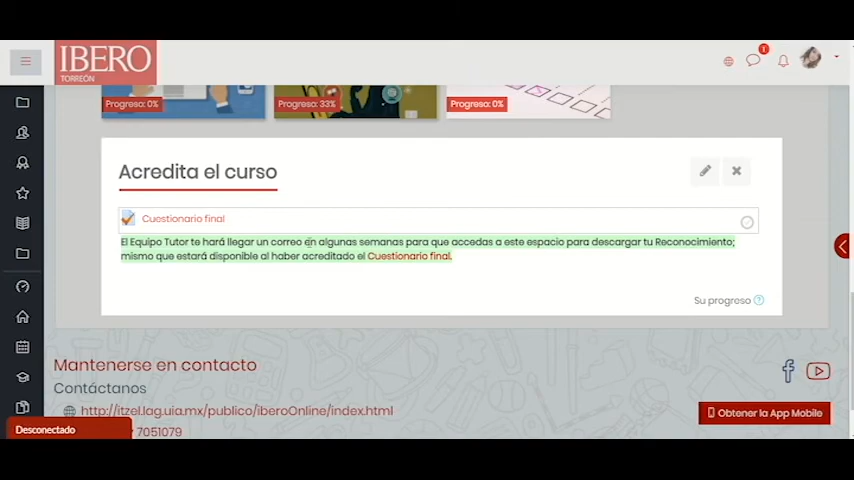 IBERO
TORREÓN
1
Progreso: 0%
Progreso: 33%
Progreso: 0%
Acredita el curso
Cuestionario final
El Equipo Tutor te hará llegar un correo en algunas semanas para que accedas a este espacio para descargar tu Reconocimiento;
mismo que estará disponible al haber acreditado el Cuestionario final.
Su progreso
Mantenerse en contacto
Contáctanos
http://itzel.lag.uia.mx/publico/iberoOnline/index.html
Obtener la App Mobile
Desconectado
7051079